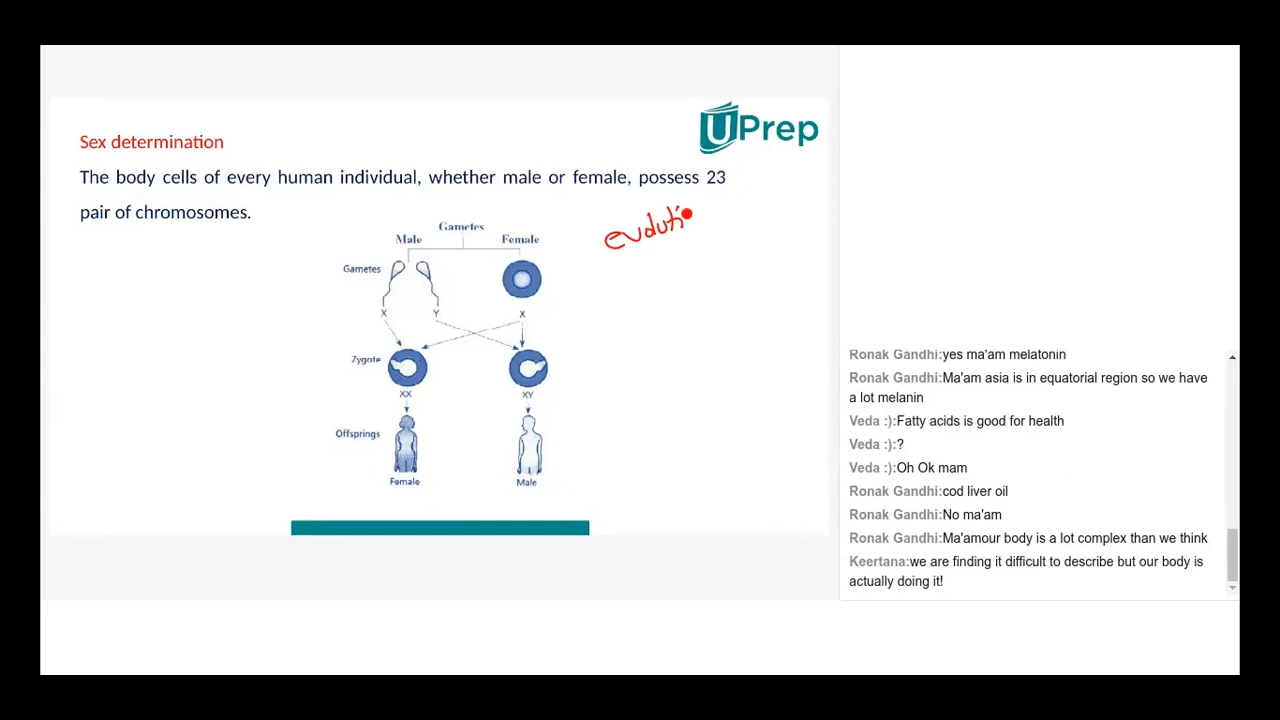 UPrep
Sex determination
The body cells of every human individual, whether male or female, possess 23
pair of chromosomes.
evoluti
Gametes
Male Female
Gametes
X Y X
Zygote
XX XY
Offsprings
Female Male
Ronak Gandhi:yes ma'am melatonin
Ronak Gandhi:Ma'am asia is in equatorial region so we have
a lot melanin
Veda :):Fatty acids is good for health
Veda :):?
Veda :):Oh Ok mam
Ronak Gandhi:cod liver oil
Ronak Gandhi:No ma'am
Ronak Gandhi:Ma'amour body is a lot complex than we think
Keertana:we are finding it difficult to describe but our body is
actually doing it!